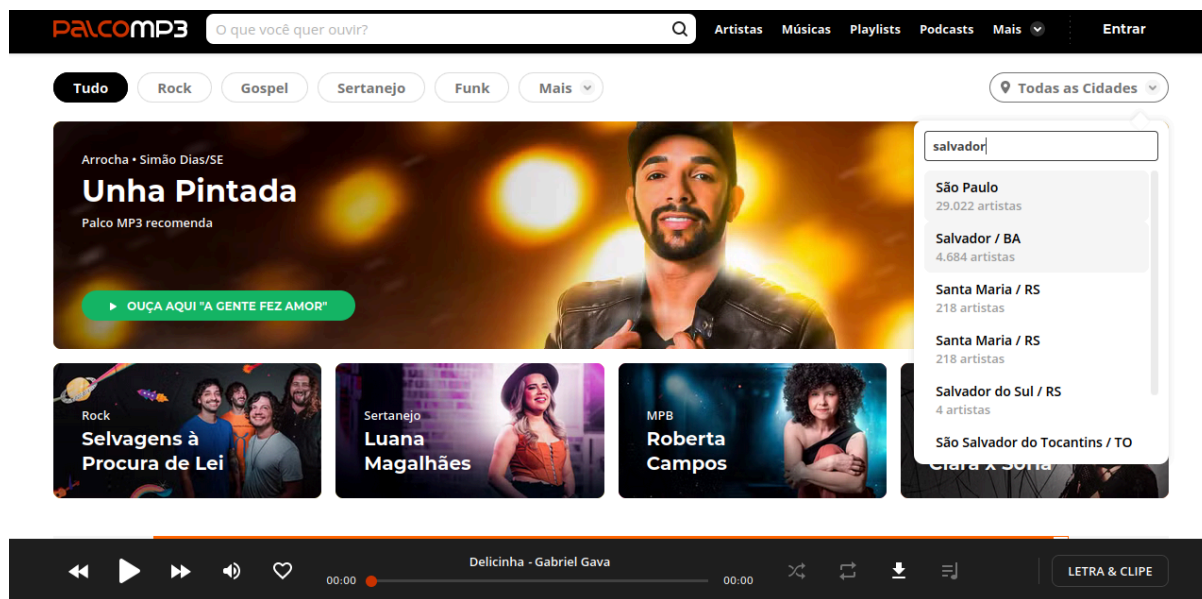 PALCOMP3
O que você quer ouvir?
Artistas
Músicas
Playlists
Podcasts
Mais
Entrar
Tudo
Rock
Gospel
Sertanejo
Funk
Mais
Todas as Cidades
salvador
São Paulo
29.022 artistas
Salvador / BA
4.684 artistas
Santa Maria / RS
218 artistas
Santa Maria / RS
218 artistas
Salvador do Sul / RS
4 artistas
São Salvador do Tocantins / TO
Arrocha • Simão Dias/SE
Unha Pintada
Palco MP3 recomenda
OUÇA AQUI "A GENTE FEZ AMOR"
Rock
Selvagens à
Procura de Lei
Sertanejo
Luana
Magalhães
MPB
Roberta
Campos
Delicinha - Gabriel Gava
00:00
00:00
LETRA & CLIPE